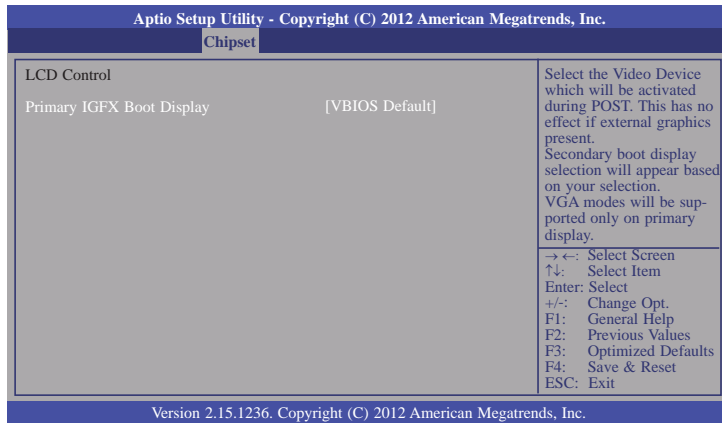 Aptio Setup Utility - Copyright (C) 2012 American Megatrends, Inc.
Chipset
LCD Control
Primary IGFX Boot Display [VBIOS Default]
Select the Video Device
which will be activated
during POST. This has no
effect if external graphics
present.
Secondary boot display
selection will appear based
on your selection.
VGA modes will be sup-
ported only on primary
display.
→←: Select Screen
↑↓: Select Item
Enter: Select
+/-: Change Opt.
F1: General Help
F2: Previous Values
F3: Optimized Defaults
F4: Save & Reset
ESC: Exit
Version 2.15.1236. Copyright (C) 2012 American Megatrends, Inc.